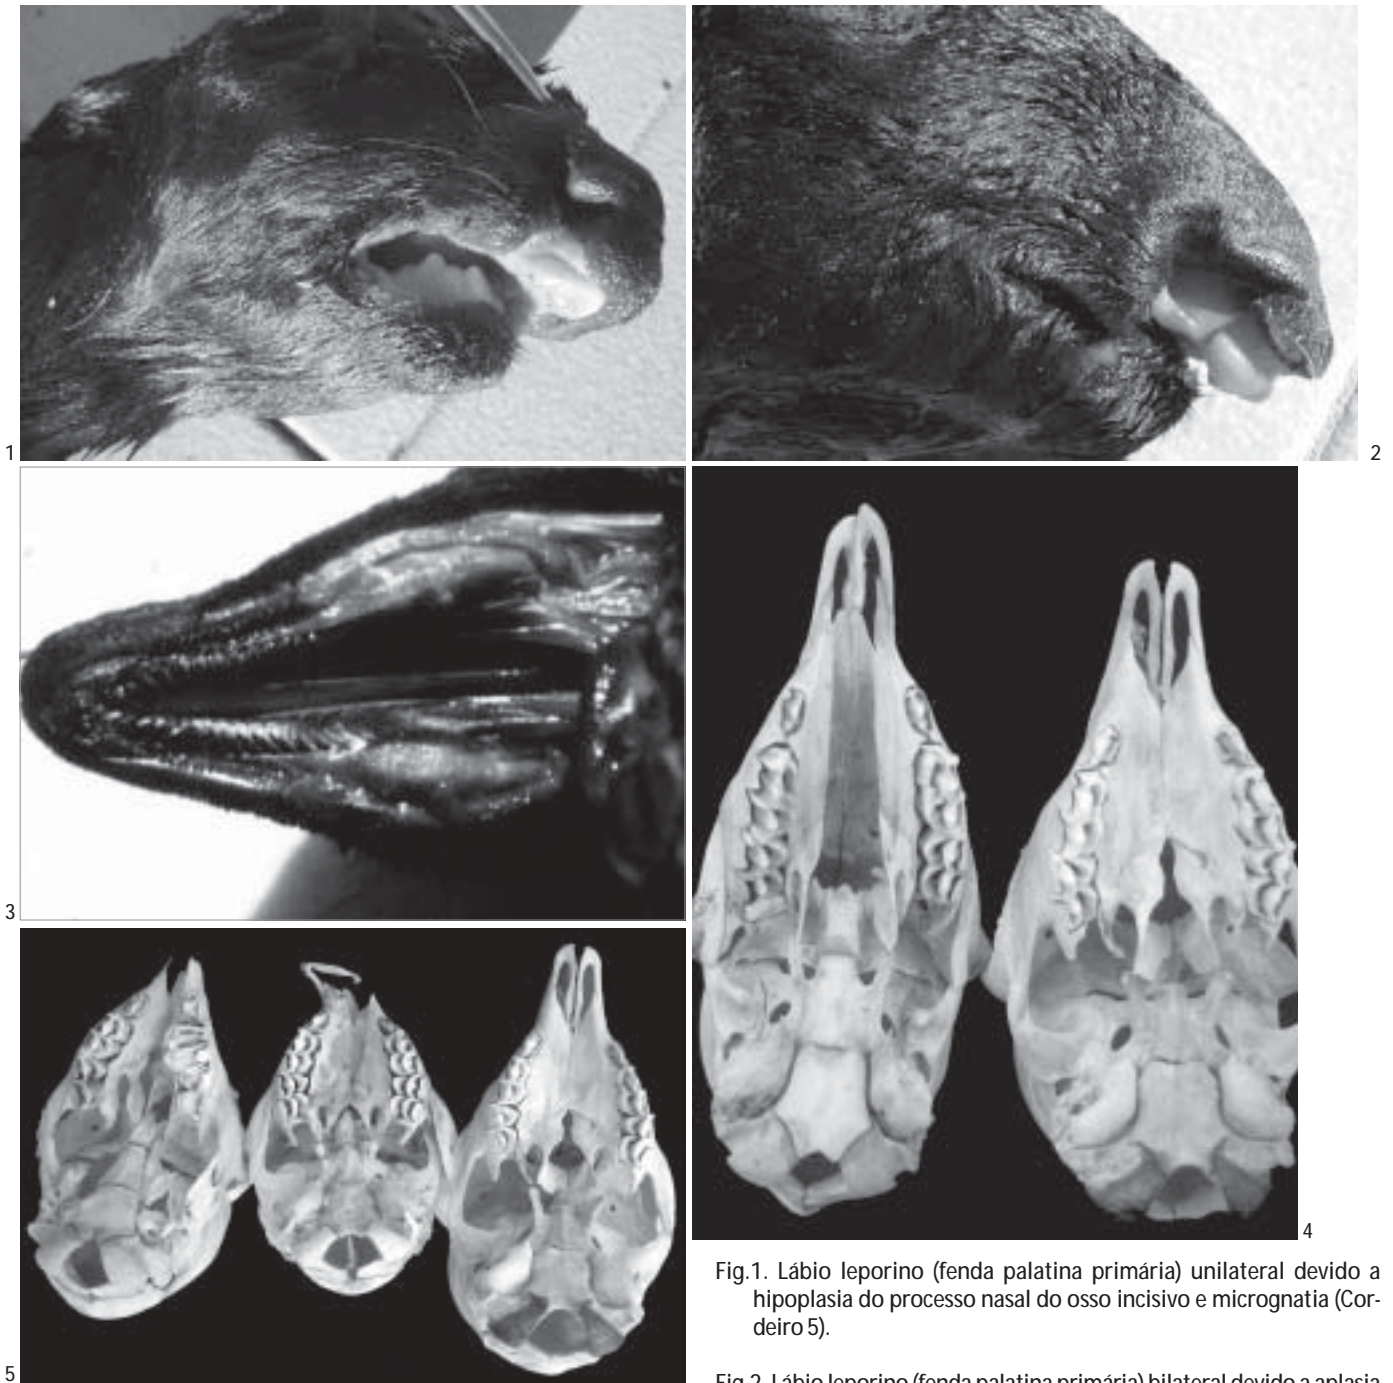 1
2
3
4
5
Fig.1. Lábio leporino (fenda palatina primária) unilateral devido a
hipoplasia do processo nasal do osso incisivo e micrognatia (Cor-
deiro 5).
Fig.2. Lábio leporino (fenda palatina primária) bilateral devido a aplasia